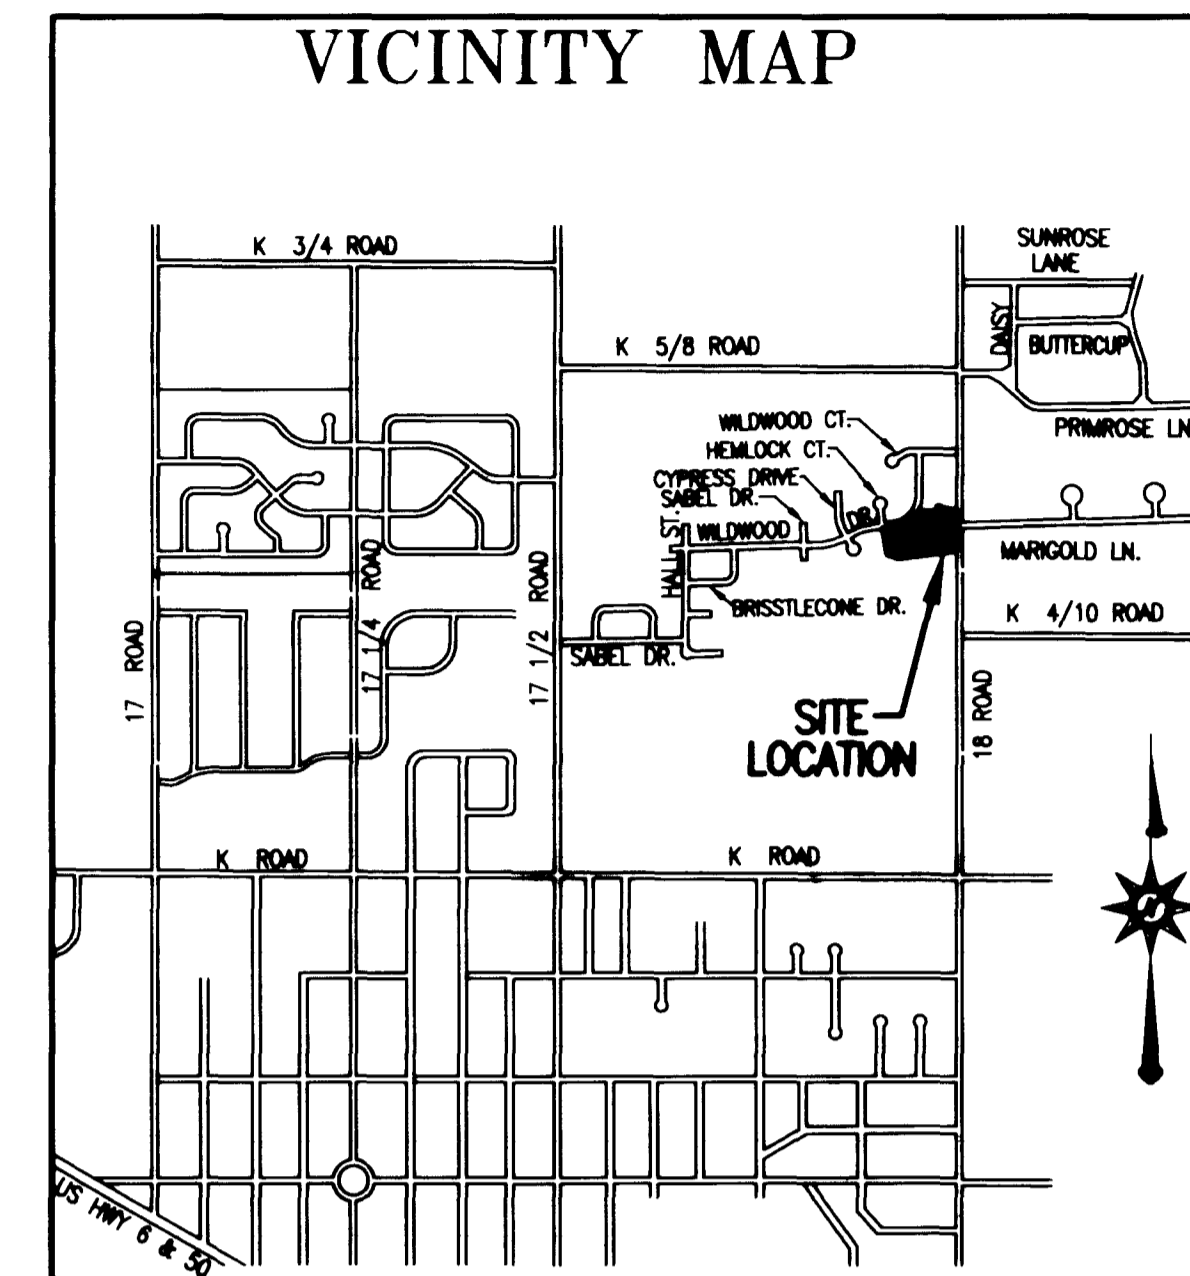 VICINITY MAP
K 3/4 ROAD
SUNROSE
LANE
DAISY
BUTTERCUP
K 5/8 ROAD
PRIMROSE LN
WILDWOOD CT.
HEMLOCK CT.
CYPRESS DRIVE
SABEL DR.
HALL ST.
WILDWOOD DR.
MARIGOLD LN.
BRISSTLECONE DR.
K 4/10 ROAD
SABEL DR.
17 ROAD
17 1/4 ROAD
17 1/2 ROAD
18 ROAD
SITE
LOCATION
K ROAD
K ROAD
N
US HWY 6 & 50